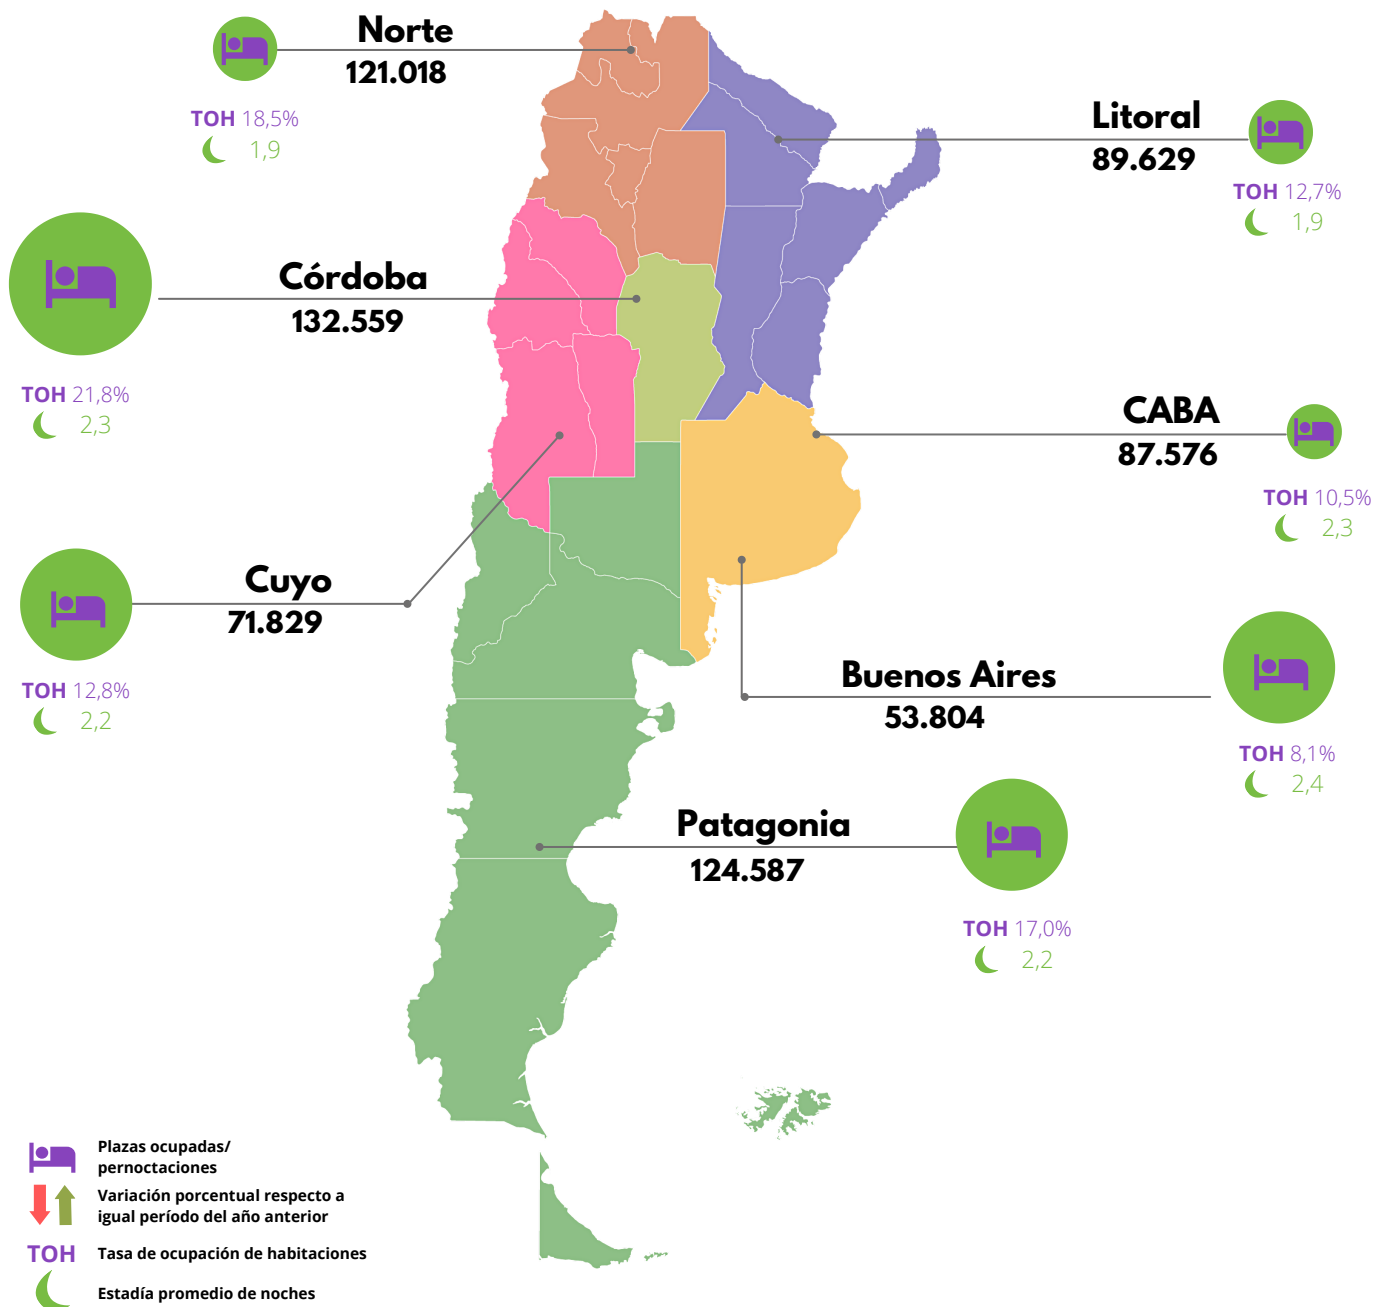 Norte
121.018
TOH 18,5%
1,9
Litoral
89.629
TOH 12,7%
1,9
Córdoba
132.559
TOH 21,8%
2,3
CABA
87.576
TOH 10,5%
2,3
Cuyo
71.829
TOH 12,8%
2,2
Buenos Aires
53.804
TOH 8,1%
2,4
Patagonia
124.587
TOH 17,0%
2,2
Plazas ocupadas/
pernoctaciones
Variación porcentual respecto a
igual período del año anterior
TOH Tasa de ocupación de habitaciones
Estadía promedio de noches